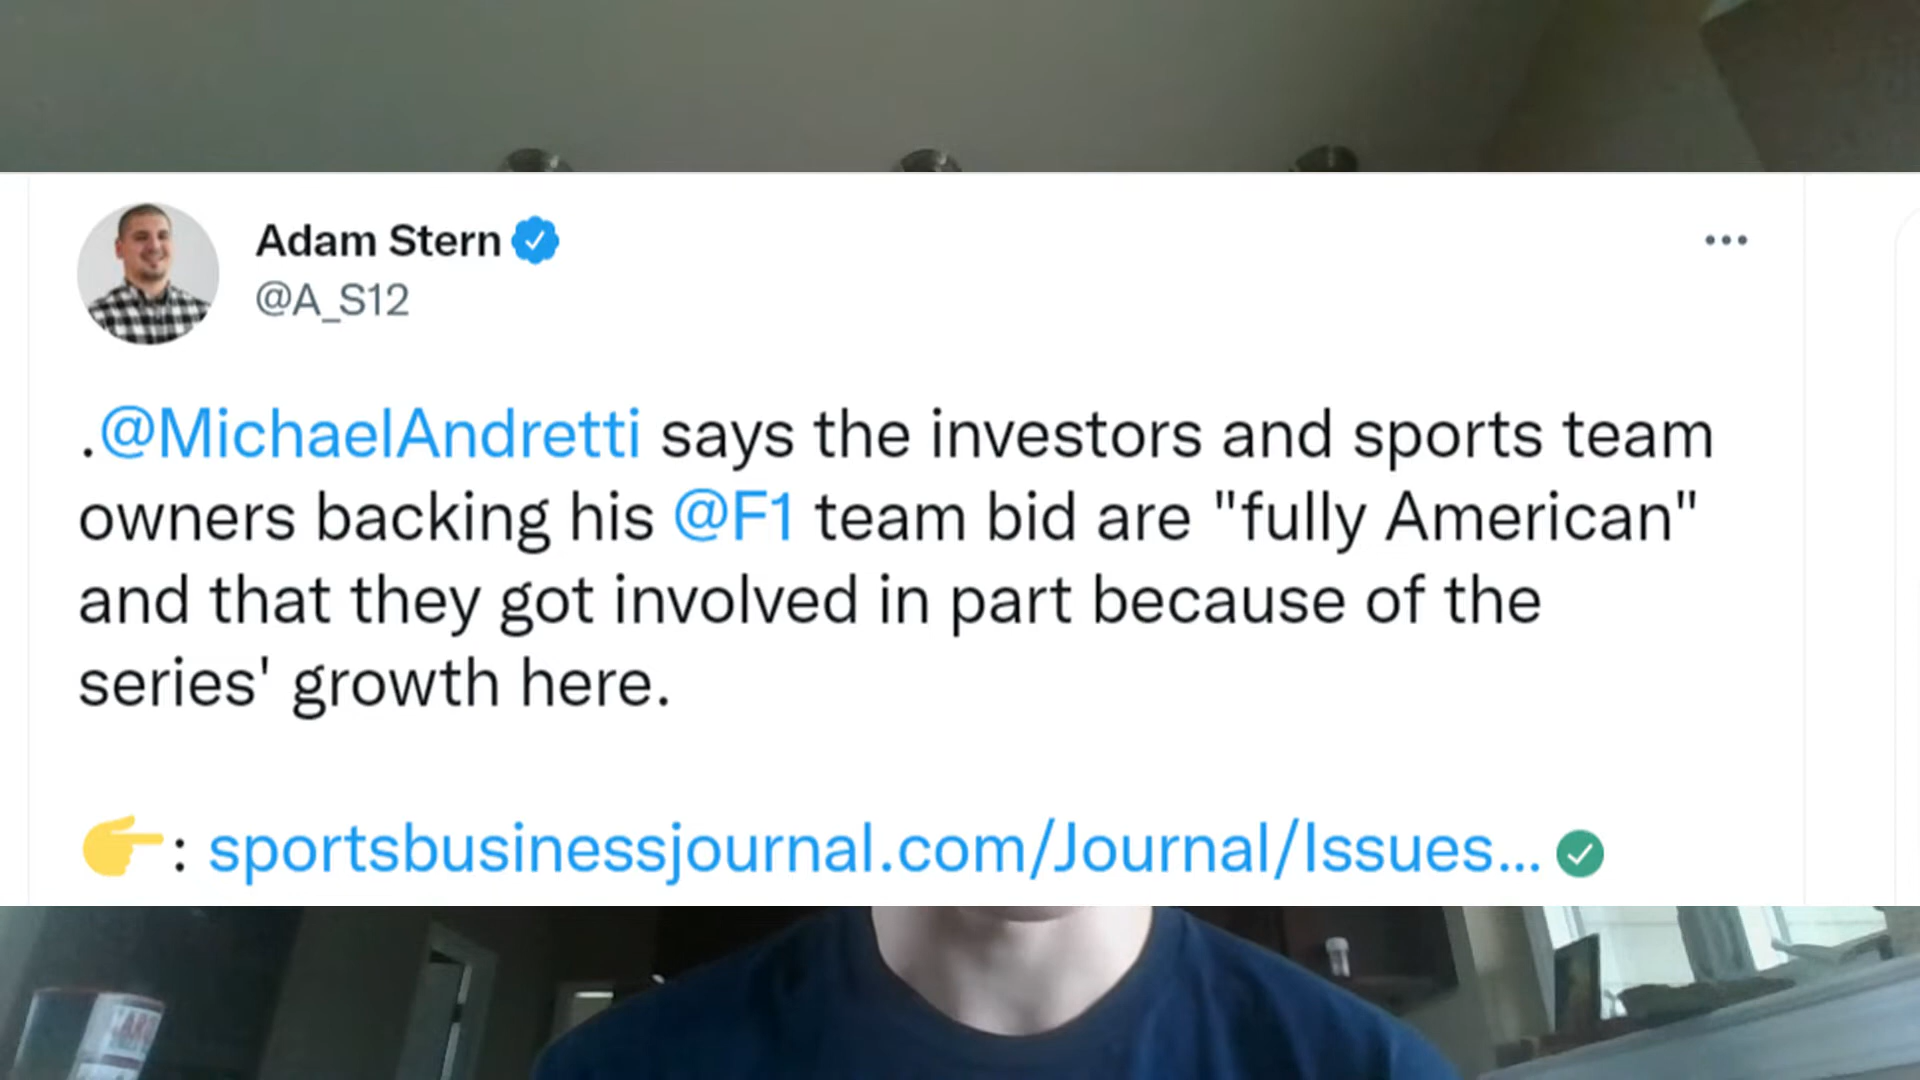 Adam Stern
@A_S12
.@MichaelAndretti says the investors and sports team
owners backing his @F1 team bid are "fully American"
and that they got involved in part because of the
series' growth here.
👉: sportsbusinessjournal.com/Journal/Issues...